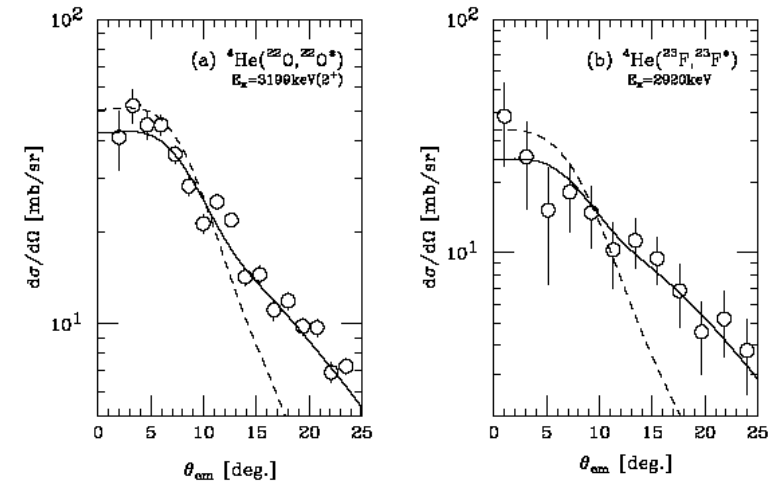 10²
(a) ⁴He(²²O,²²O*)
Eₓ=3199keV(2⁺)
dσ/dΩ [mb/sr]
10¹
0 5 10 15 20 25
θcm [deg.]
10²
(b) ⁴He(²³F,²³F*)
Eₓ=2920keV
dσ/dΩ [mb/sr]
10¹
0 5 10 15 20 25
θcm [deg.]